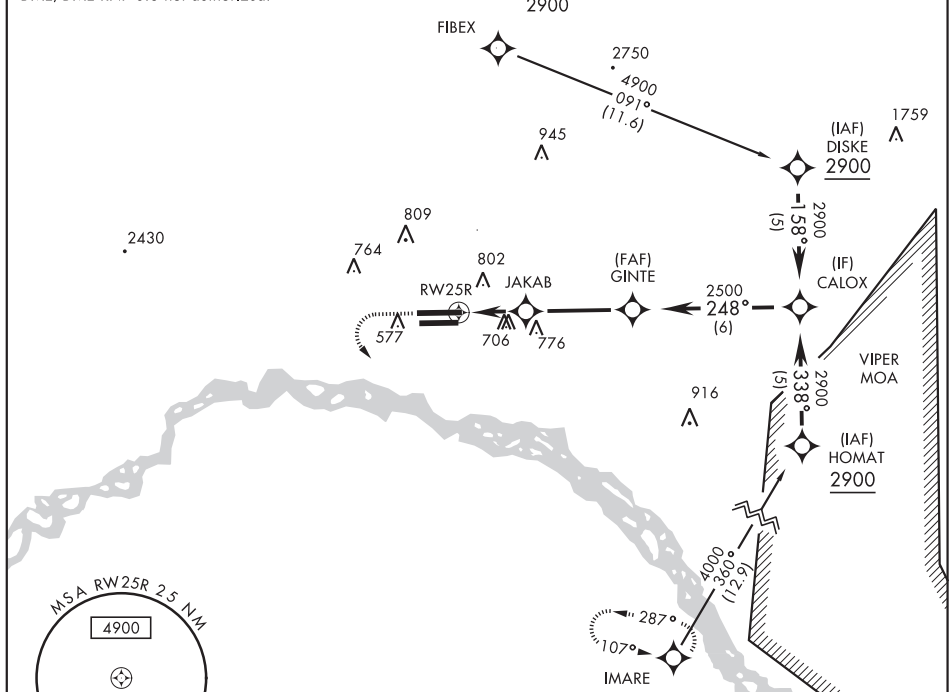 2900
FIBEX
2750
4900
091°
(11.6)
1759
(IAF)
DISKE
2900
945
2900
158°
(5)
809
2430
764
802
(FAF)
GINTE
(IF)
CALOX
RW25R
JAKAB
2500
248°
(6)
577
706
776
VIPER
MOA
2900
338°
(5)
916
(IAF)
HOMAT
2900
4000
360°
(12.9)
MSA RW25R 25 NM
4900
287°
107°
IMARE